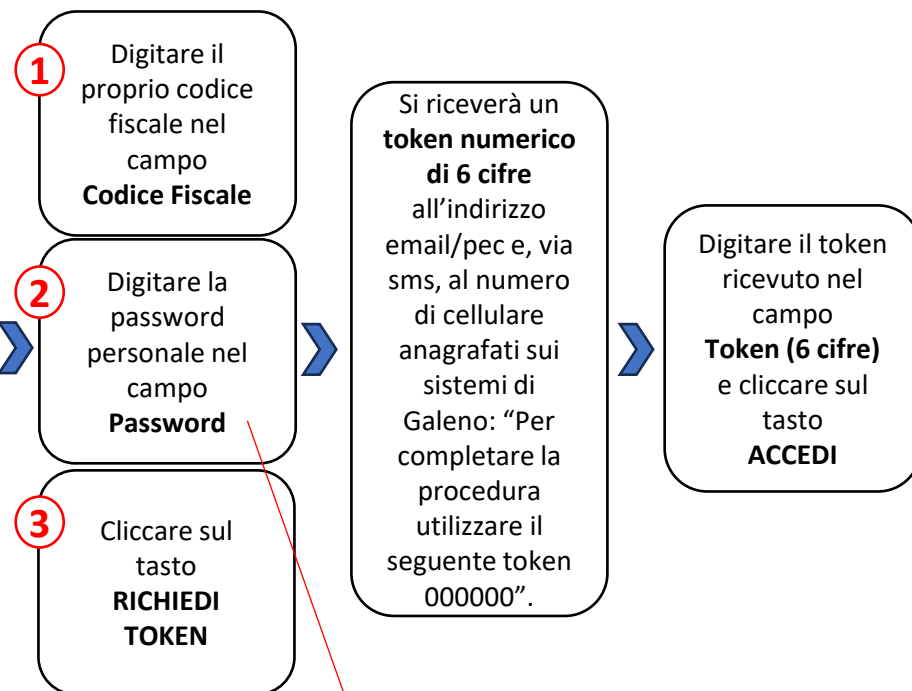 1
Digitare il
proprio codice
fiscale nel
campo
Codice Fiscale
2
Digitare la
password
personale nel
campo
Password
3
Cliccare sul
tasto
RICHIEDI
TOKEN
Si riceverà un
token numerico
di 6 cifre
all’indirizzo
email/pec e, via
sms, al numero
di cellulare
anagrafati sui
sistemi di
Galeno: “Per
completare la
procedura
utilizzare il
seguente token
000000”.
Digitare il token
ricevuto nel
campo
Token (6 cifre)
e cliccare sul
tasto
ACCEDI